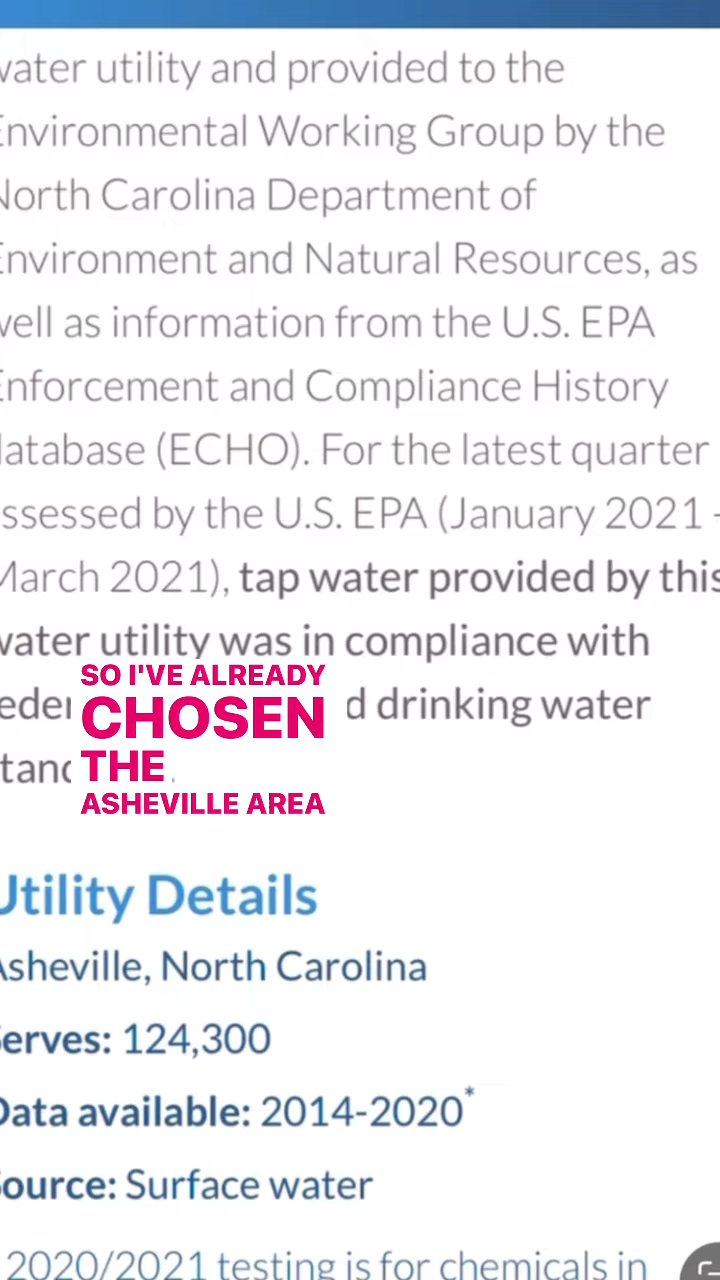 water utility and provided to the
Environmental Working Group by the
North Carolina Department of
Environment and Natural Resources, as
well as information from the U.S. EPA
Enforcement and Compliance History
database (ECHO). For the latest quarter
assessed by the U.S. EPA (January 2021 -
March 2021), tap water provided by this
water utility was in compliance with
d drinking water
SO I'VE ALREADY
CHOSEN
THE
ASHEVILLE AREA
Utility Details
Asheville, North Carolina
Serves: 124,300
Data available: 2014-2020*
Source: Surface water
2020/2021 testing is for chemicals in